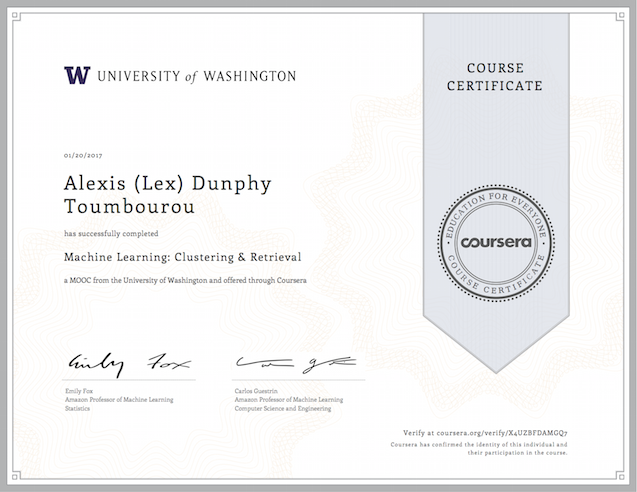 W UNIVERSITY of WASHINGTON
COURSE
CERTIFICATE
01/20/2017
Alexis (Lex) Dunphy
Toumbourou
has successfully completed
Machine Learning: Clustering & Retrieval
a MOOC from the University of Washington and offered through Coursera
EDUCATION FOR EVERYONE
coursera
COURSE CERTIFICATE
Emily Fox
Emily Fox
Amazon Professor of Machine Learning
Statistics
Carlos Guestrin
Amazon Professor of Machine Learning
Computer Science and Engineering
Verify at coursera.org/verify/X4UZBFDAMGQ7
Coursera has confirmed the identity of this individual and
their participation in the course.